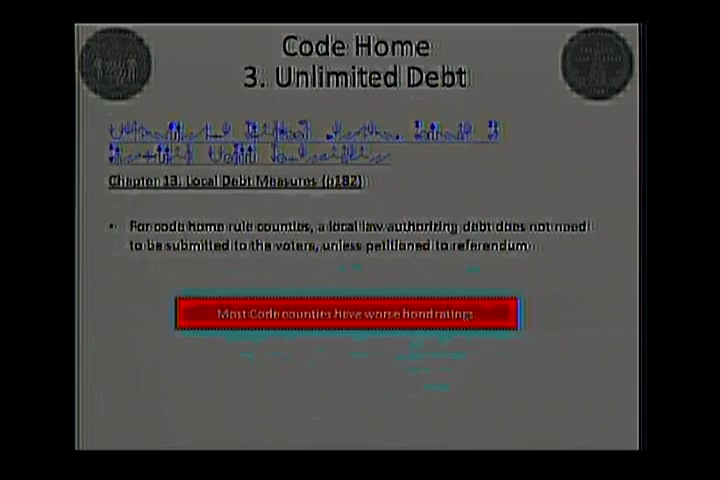 Code Home
3. Unlimited Debt
Chapter 13. Local Debt Measures (p182)
• For code home rule counties, a local law authorizing debt does not need
to be submitted to the voters, unless petitioned to referendum
Most Code counties have worse bond ratings